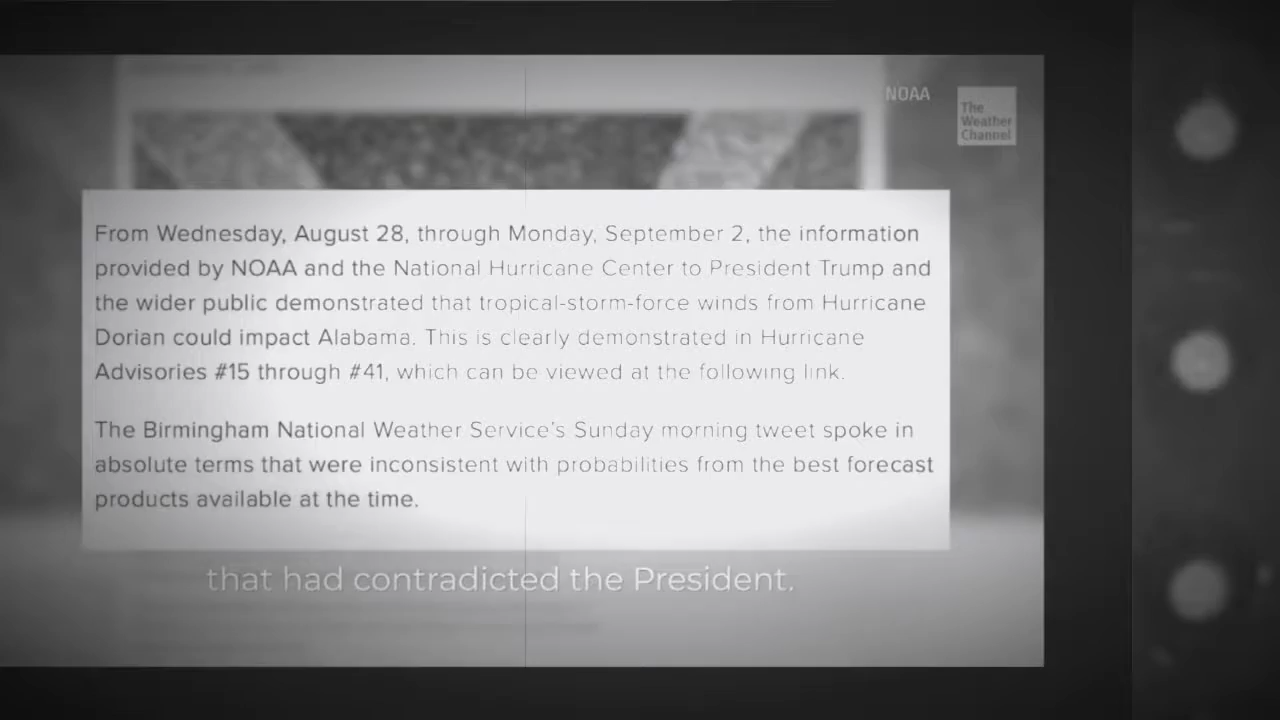 NOAA
The
Weather
Channel
From Wednesday, August 28, through Monday, September 2, the information
provided by NOAA and the National Hurricane Center to President Trump and
the wider public demonstrated that tropical-storm-force winds from Hurricane
Dorian could impact Alabama. This is clearly demonstrated in Hurricane
Advisories #15 through #41, which can be viewed at the following link.
The Birmingham National Weather Service's Sunday morning tweet spoke in
absolute terms that were inconsistent with probabilities from the best forecast
products available at the time.
that had contradicted the President.